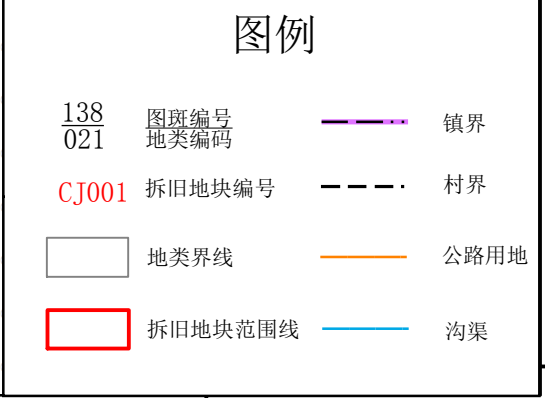 图例
138 图斑编号 镇界
021 地类编码
CJ001 拆旧地块编号 村界
地类界线 公路用地
拆旧地块范围线 沟渠